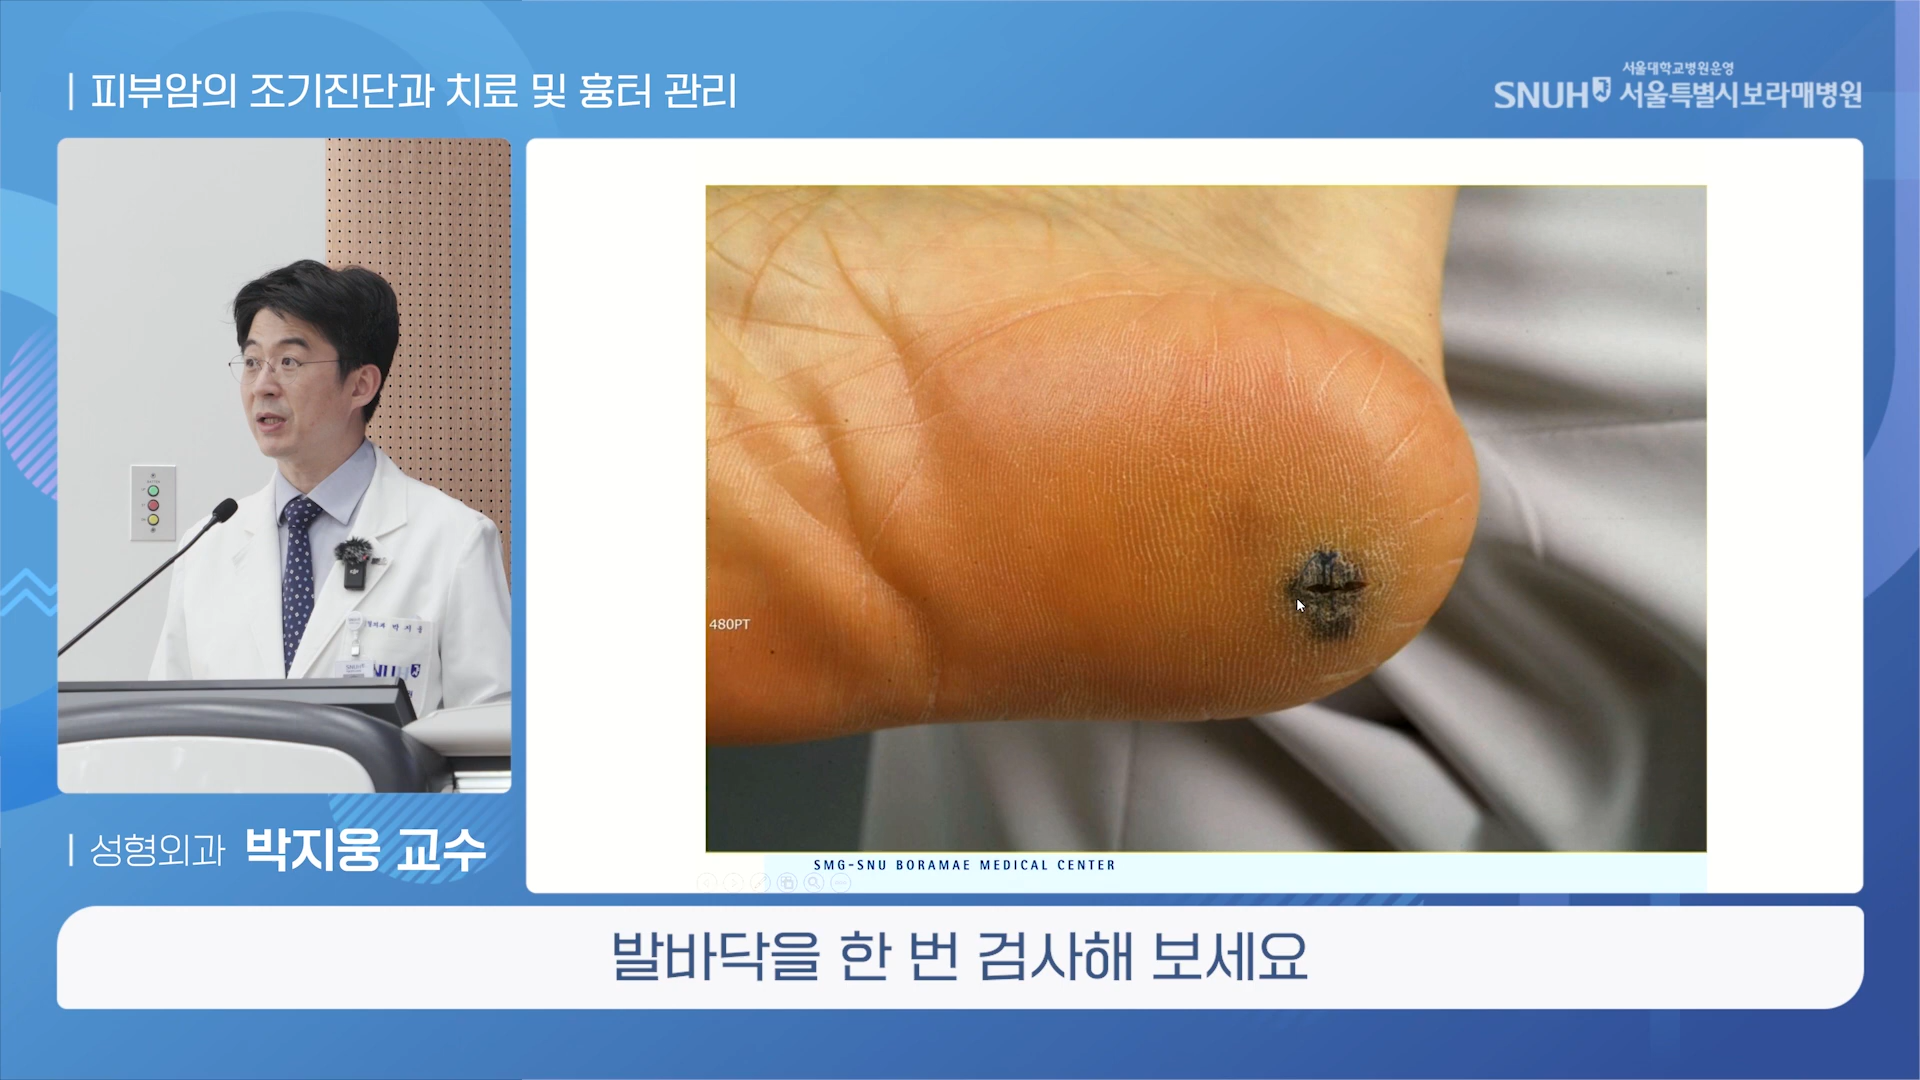 피부암의 조기진단과 치료 및 흉터 관리
서울대학교병원운영
SNUH 서울특별시보라매병원
480PT
SMG-SNU BORAMAE MEDICAL CENTER
성형외과 박지웅 교수
발바닥을 한 번 검사해 보세요